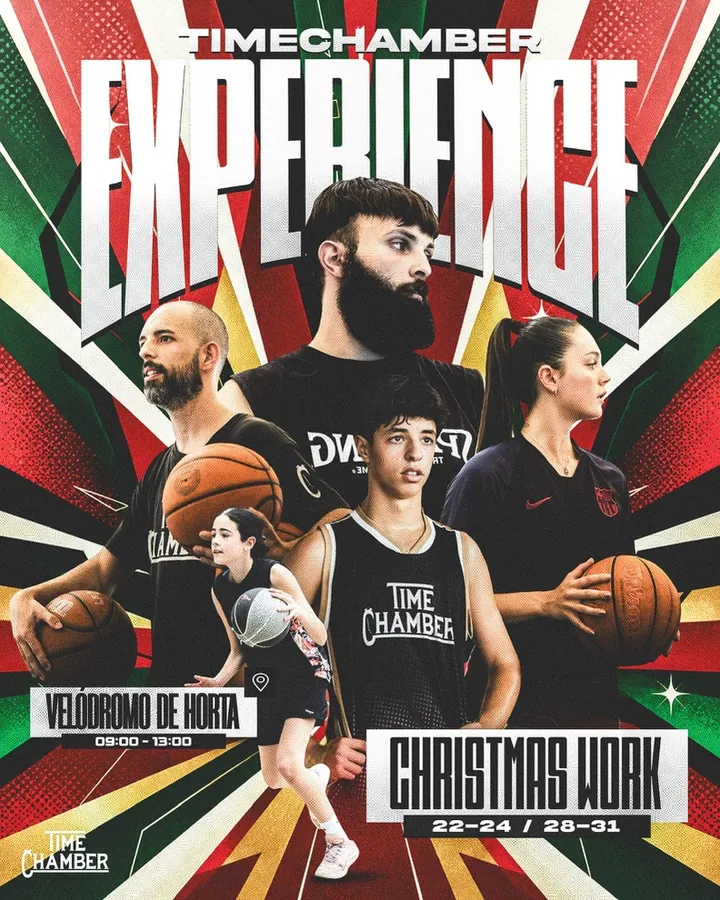 TIMECHAMBER
EXPERIENCE
TIME
CHAMBER
VELÓDROMO DE HORTA
09:00 - 13:00
CHRISTMAS WORK
22-24 / 28-31
TIME
CHAMBER